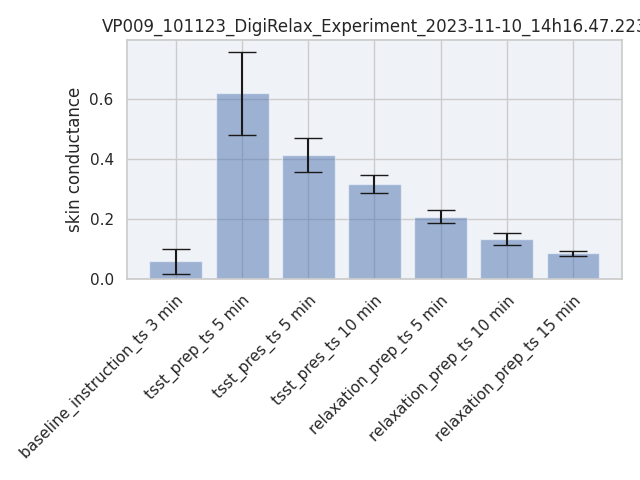 VP009_101123_DigiRelax_Experiment_2023-11-10_14h16.47.223
skin conductance
0.6
0.4
0.2
0.0
baseline_instruction_ts 3 min
tsst_prep_ts 5 min
tsst_pres_ts 5 min
tsst_pres_ts 10 min
relaxation_prep_ts 5 min
relaxation_prep_ts 10 min
relaxation_prep_ts 15 min